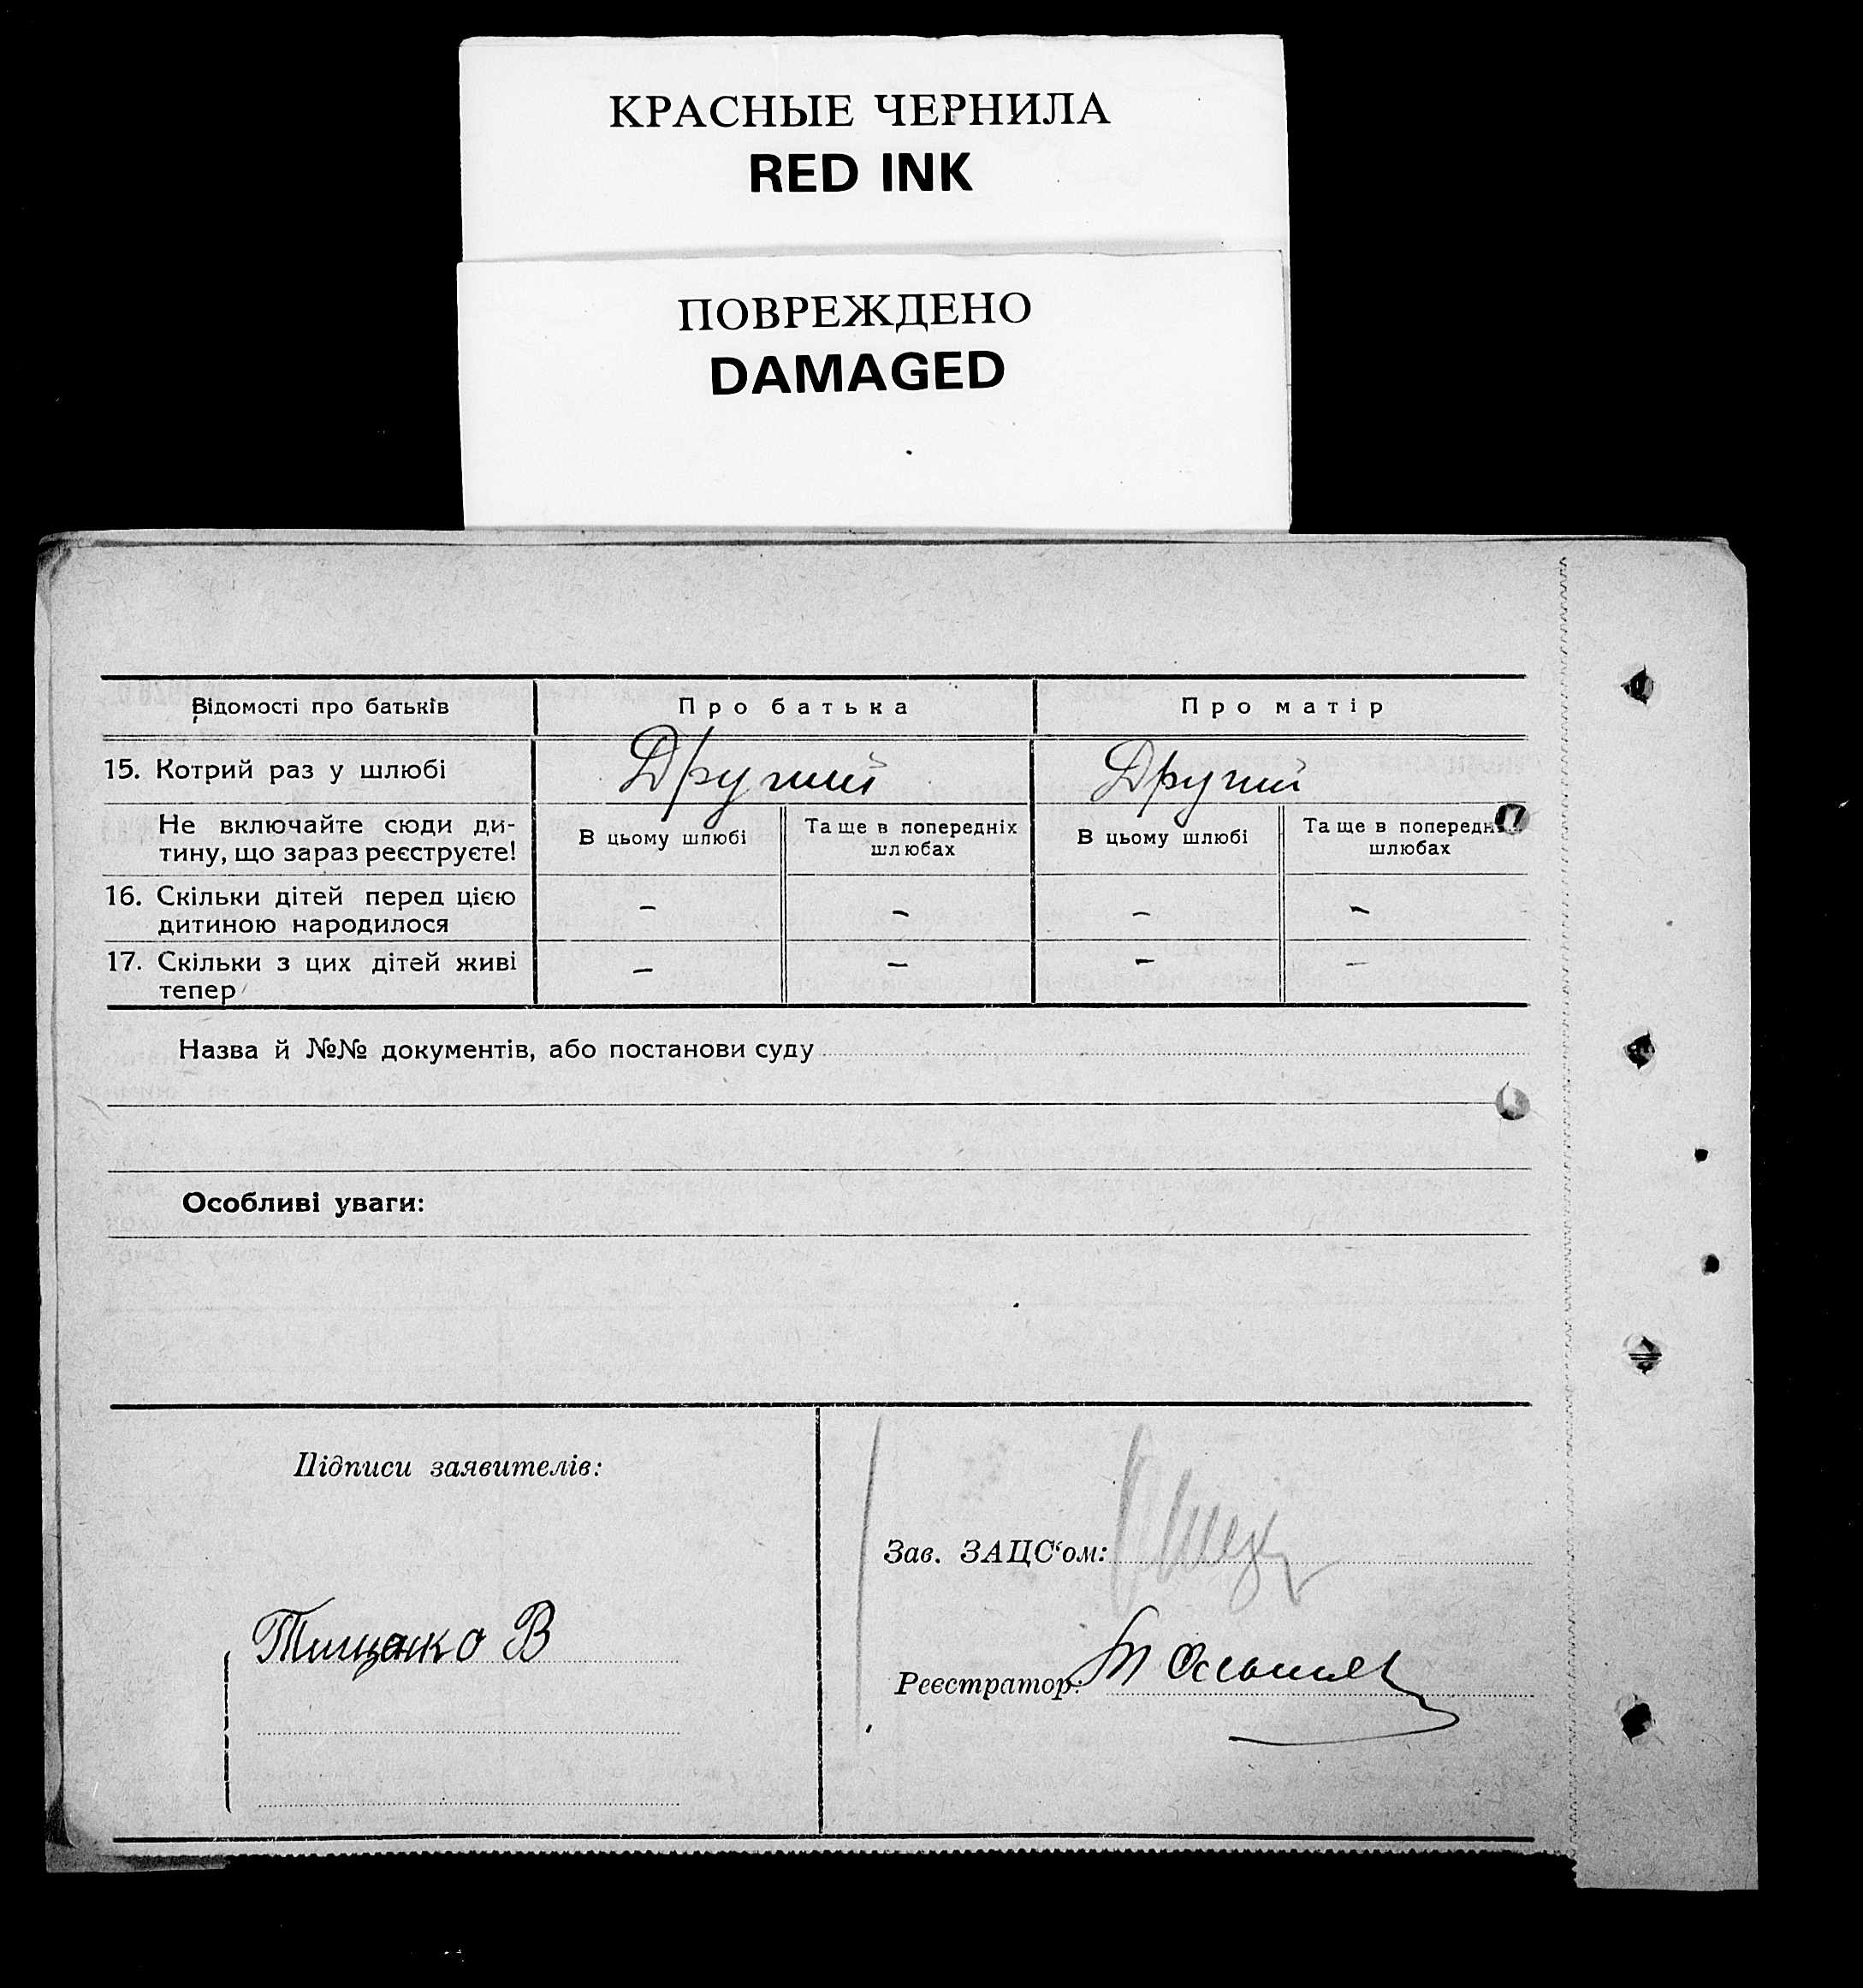 КРАСНЫЕ ЧЕРНИЛА
RED INK
ПОВРЕЖДЕНО
DAMAGED
Відомості про батьків Про батька Про матір
15. Котрий раз у шлюбі Другий Другий
Не включайте сюди ди-
тину, що зараз реєструєте!
В цьому шлюбі
Та ще в попередніх
шлюбах
В цьому шлюбі
Та ще в
шлюбах
16. Скільки дітей перед цією – – – –
дитиною народилося
17. Скільки з цих дітей живі – – – –
тепер
Назва й №№ документів, або постанови суду
Особливі уваги:
Підписи заявителів:
Тищенко В
Зав. ЗАЦС‘ом:
Реєстратор: